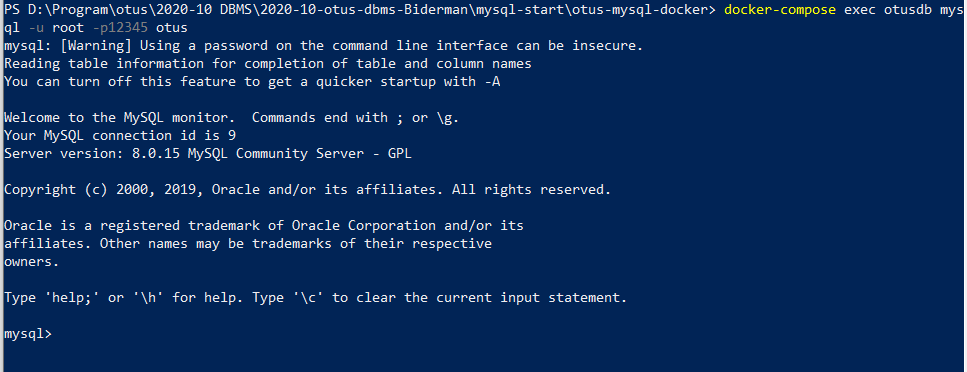 PS D:\Program\otus\2020-10 DBMS\2020-10-otus-dbms-Biderman\mysql-start\otus-mysql-docker> docker-compose exec otusdb mys
ql -u root -p12345 otus
mysql: [Warning] Using a password on the command line interface can be insecure.
Reading table information for completion of table and column names
You can turn off this feature to get a quicker startup with -A
Welcome to the MySQL monitor.  Commands end with ; or \g.
Your MySQL connection id is 9
Server version: 8.0.15 MySQL Community Server - GPL
Copyright (c) 2000, 2019, Oracle and/or its affiliates. All rights reserved.
Oracle is a registered trademark of Oracle Corporation and/or its
affiliates. Other names may be trademarks of their respective
owners.
Type 'help;' or '\h' for help. Type '\c' to clear the current input statement.
mysql>